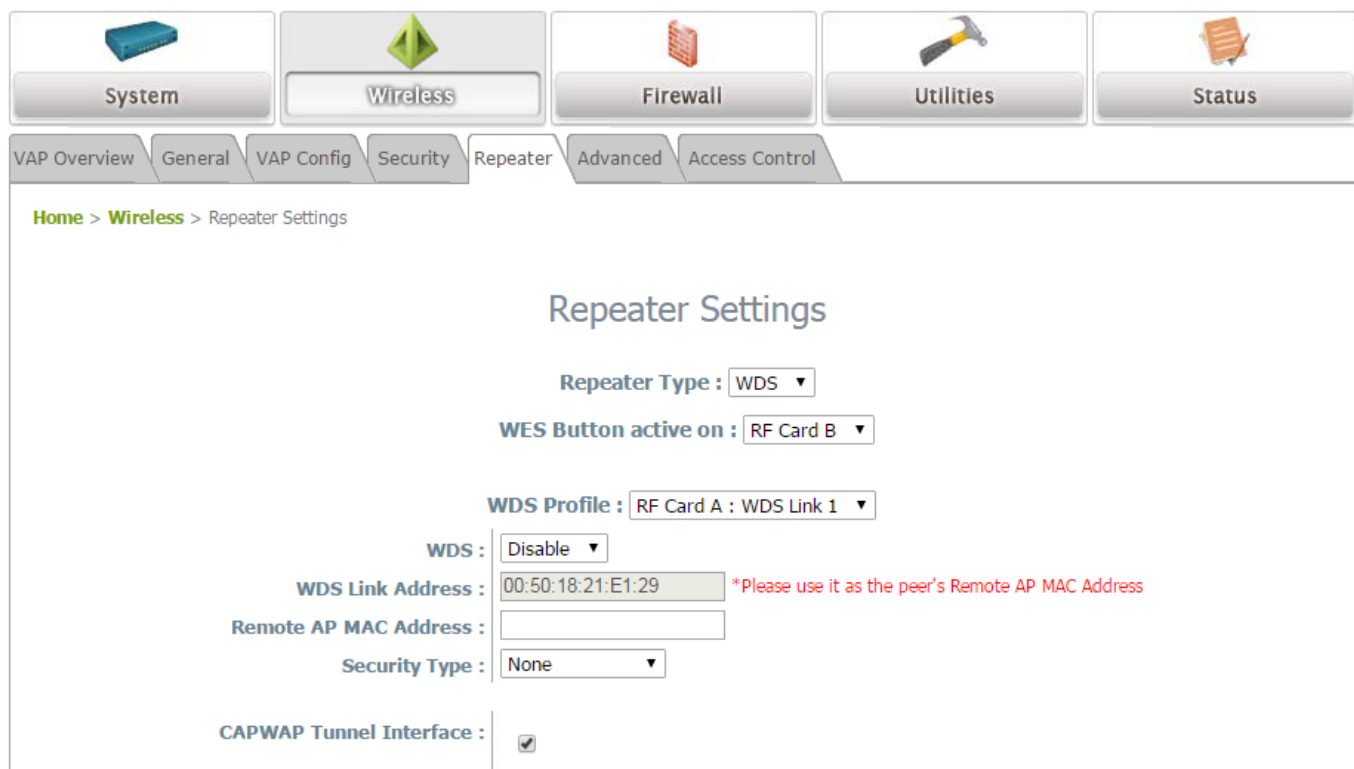 System Wireless Firewall Utilities Status
VAP Overview General VAP Config Security Repeater Advanced Access Control
Home > Wireless > Repeater Settings
Repeater Settings
Repeater Type : WDS
WES Button active on : RF Card B
WDS Profile : RF Card A : WDS Link 1
WDS : Disable
WDS Link Address : 00:50:18:21:E1:29 *Please use it as the peer's Remote AP MAC Address
Remote AP MAC Address :
Security Type : None
CAPWAP Tunnel Interface :